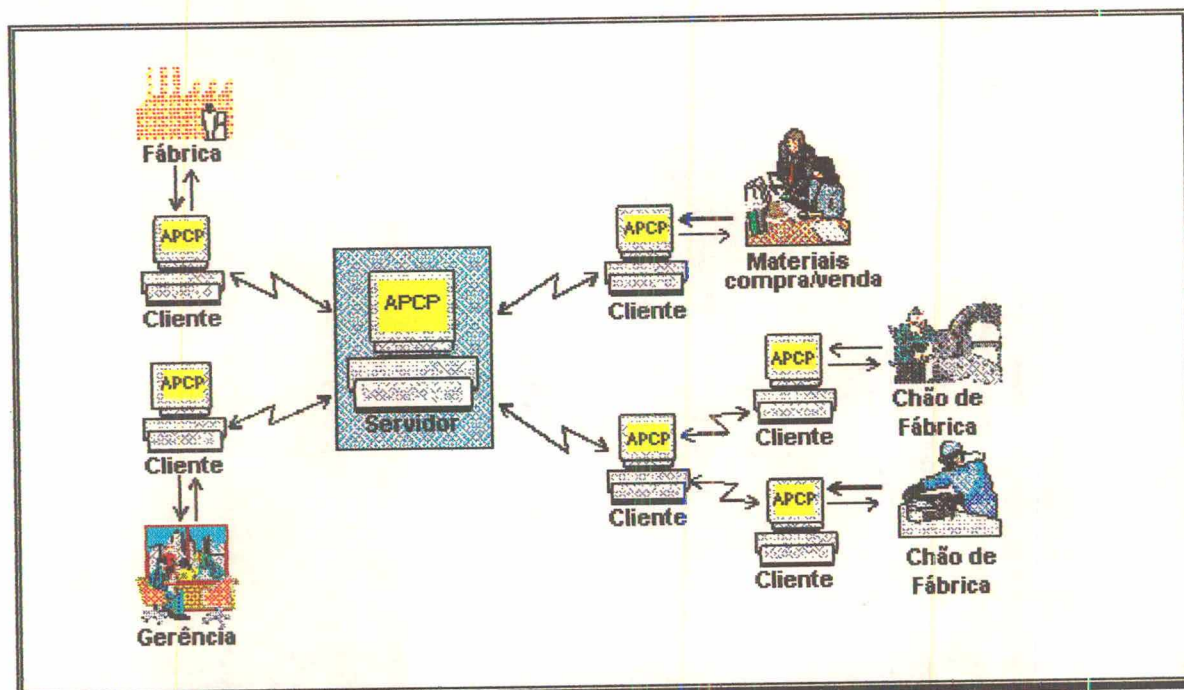 Fábrica
APCP
Cliente
APCP
Cliente
Gerência
APCP
Servidor
APCP
Cliente
Materiais
compra/venda
APCP
Cliente
APCP
Cliente
Chão de
Fábrica
APCP
Cliente
Chão de
Fábrica